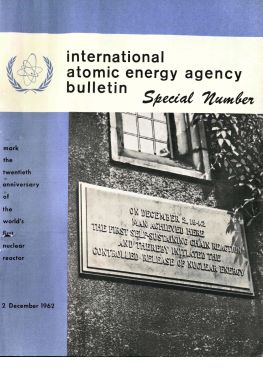 international
atomic energy agency
bulletin
Special Number
mark
the
twentieth
anniversary
of
the
world's
first
nuclear
reactor
2 December 1962
ON DECEMBER 2, 1942
MAN ACHIEVED HERE
THE FIRST SELF-SUSTAINING CHAIN REACTION
AND THEREBY INITIATED THE
CONTROLLED RELEASE OF NUCLEAR ENERGY